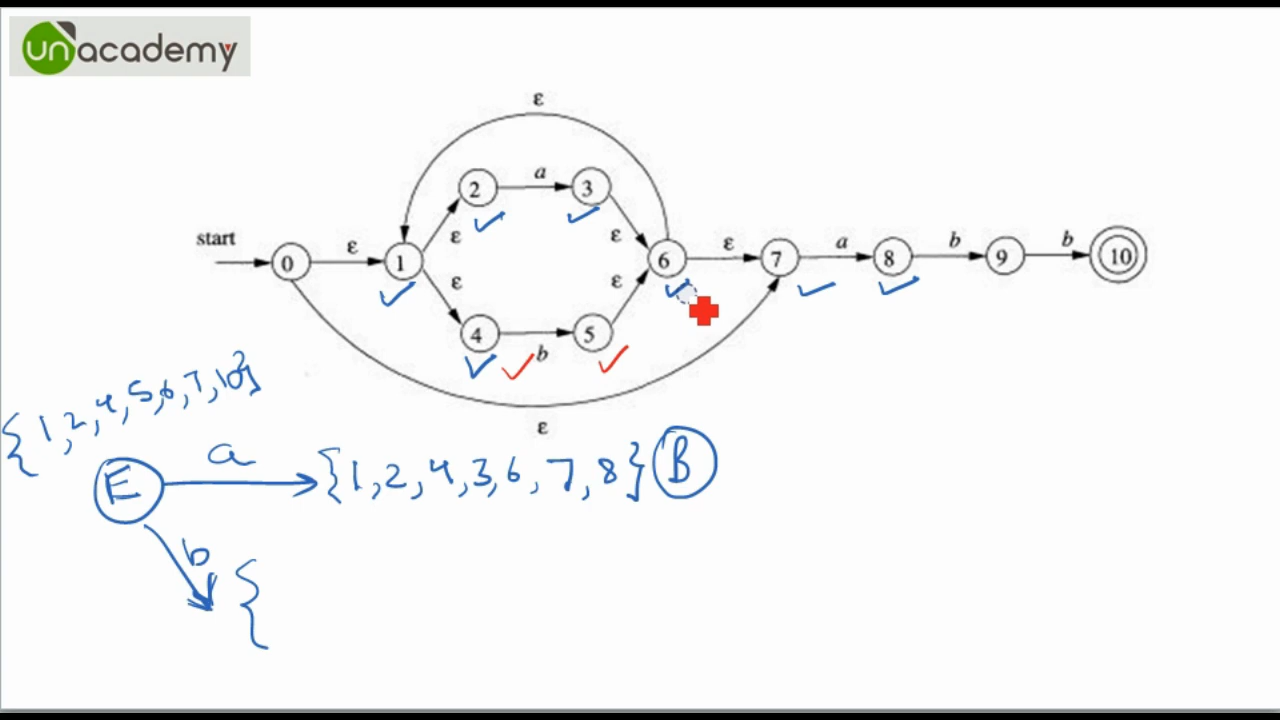 unacademy
ε
2 a 3
start ε ε ε ε b
0 1 6 7 a 8 9 b 10
ε ε
4 b 5
ε
{1,2,4,5,6,7,10}
E a {1,2,4,3,6,7,8} B
b {